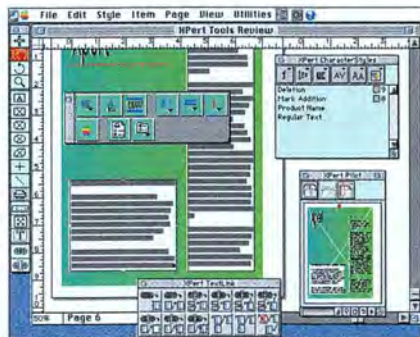 File Edit Style Item Page View Utilities
XPert Tools Review
XPert CharacterStyles
Deletion
Mark Addition
Product Name
Regular Text
XPert Pilot
XPert TextLink
50% Page 6